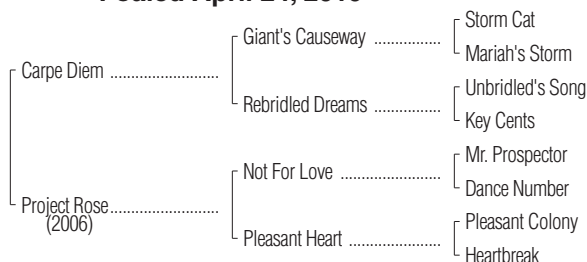 Foaled April 24,
Storm Cat
Giant's Causeway ................
Mariah's Storm
Carpe Diem ..........................
Unbridled's Song
Rebridled Dreams ................
Key Cents
Mr. Prospector
Not For Love ........................
Dance Number
Project Rose..........................
(2006)
Pleasant Colony
Pleasant Heart ......................
Heartbreak